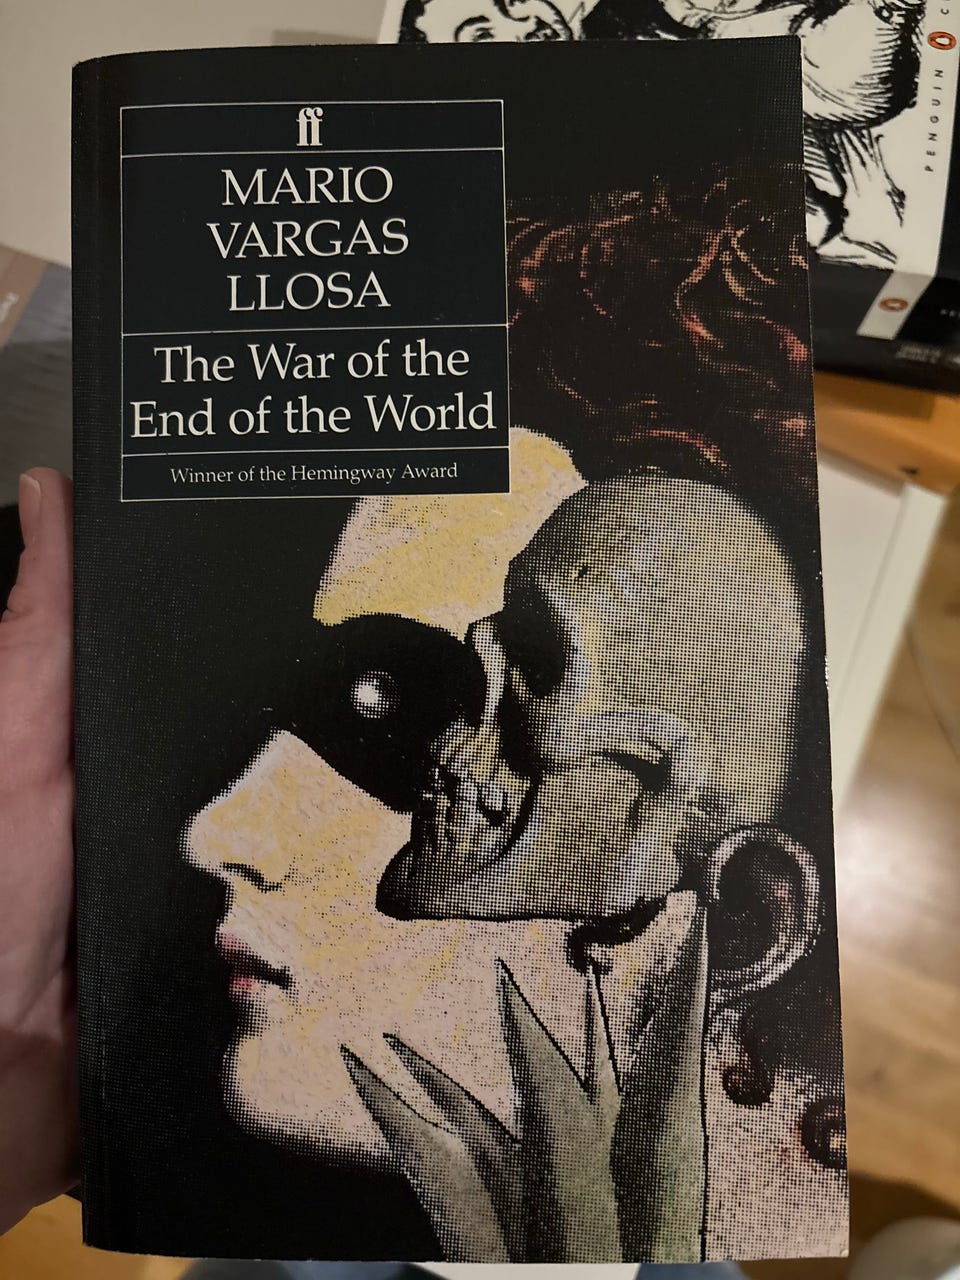 ff
MARIO
VARGAS
LLOSA
The War of the
End of the World
Winner of the Hemingway Award
PENGUIN